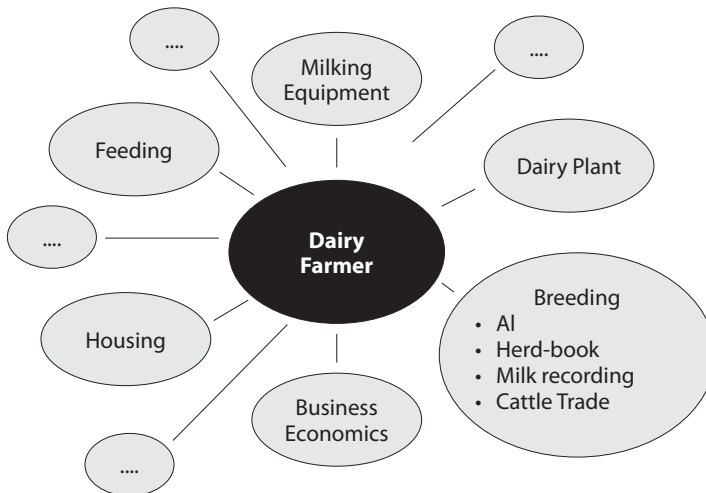 ....
....
Milking
Equipment
Feeding
Dairy Plant
....
Dairy
Farmer
Housing
Breeding
• AI
• Herd-book
• Milk recording
• Cattle Trade
Business
Economics
....